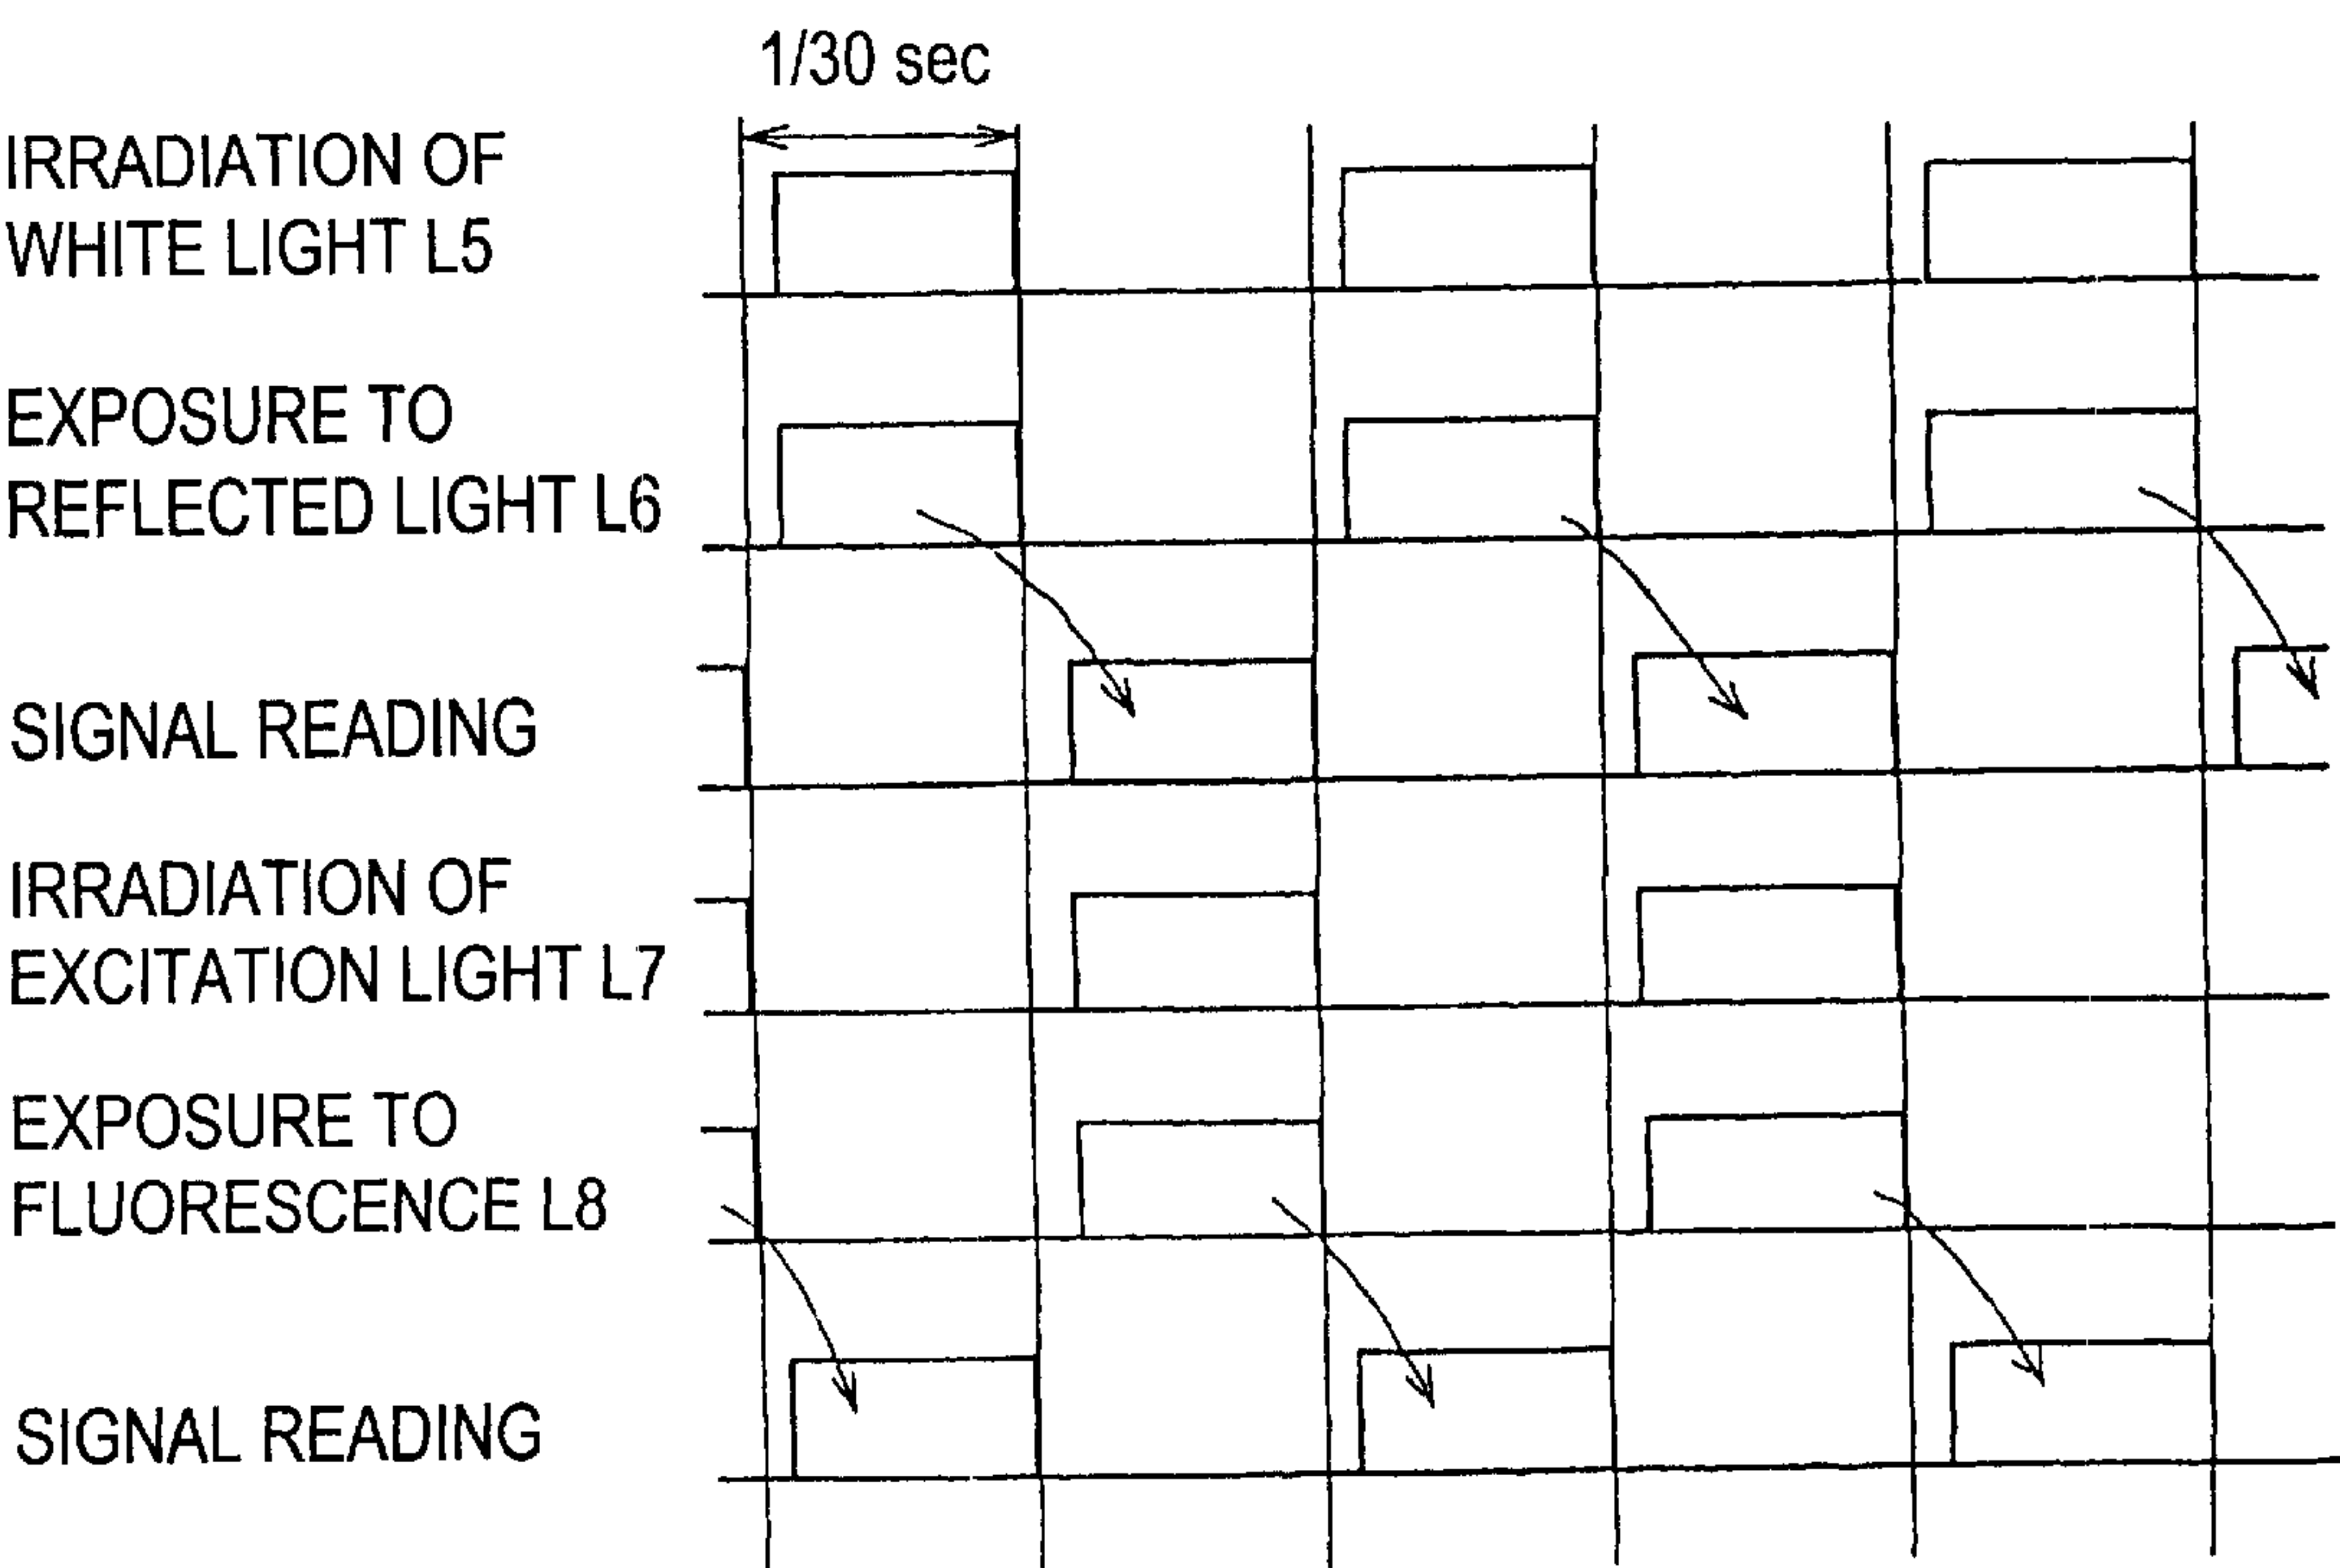 1/30 sec
IRRADIATION OF
WHITE LIGHT L5
EXPOSURE TO
REFLECTED LIGHT L6
SIGNAL READING
IRRADIATION OF
EXCITATION LIGHT L7
EXPOSURE TO
FLUORESCENCE L8
SIGNAL READING